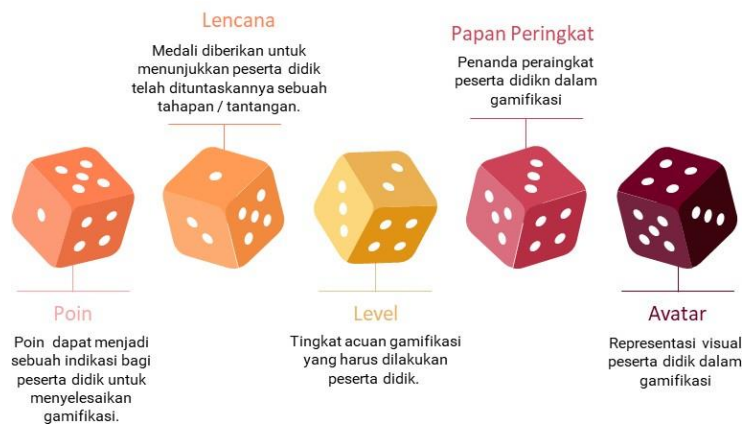 Lencana
Medali diberikan untuk
menunjukkan peserta didik
telah dituntaskannya sebuah
tahapan / tantangan.
Papan Peringkat
Penanda peraingkat
peserta didikn dalam
gamifikasi
Poin
Poin dapat menjadi
sebuah indikasi bagi
peserta didik untuk
menyelesaikan
gamifikasi.
Level
Tingkat acuan gamifikasi
yang harus dilakukan
peserta didik.
Avatar
Representasi visual
peserta didik dalam
gamifikasi